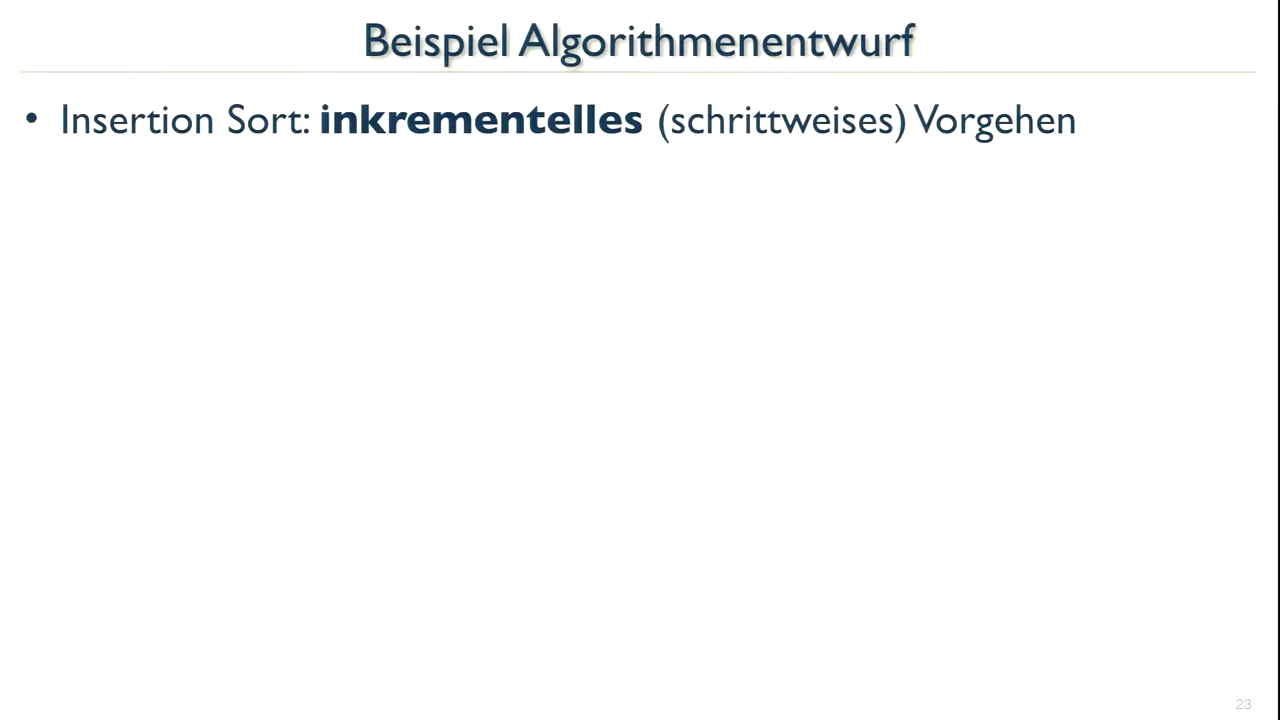 Beispiel Algorithmenentwurf
• Insertion Sort: inkrementelles (schrittweises) Vorgehen
23